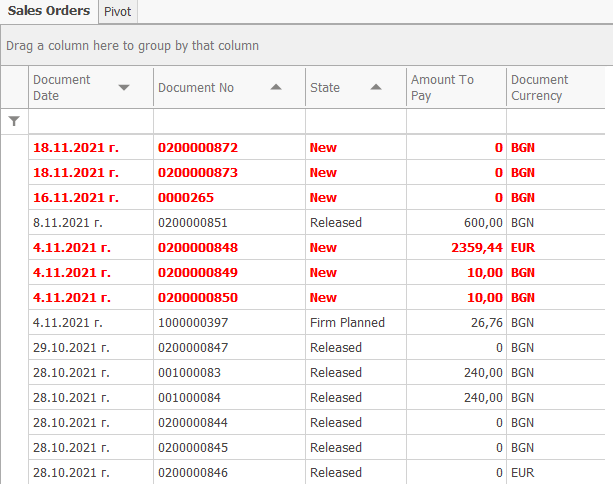 Sales Orders Pivot
Drag a column here to group by that column
Document Date Document No State Amount To Pay Document Currency
18.11.2021 г. 0200000872 New 0 BGN
18.11.2021 г. 0200000873 New 0 BGN
16.11.2021 г. 0000265 New 0 BGN
8.11.2021 г. 0200000851 Released 600,00 BGN
4.11.2021 г. 0200000848 New 2359,44 EUR
4.11.2021 г. 0200000849 New 10,00 BGN
4.11.2021 г. 0200000850 New 10,00 BGN
4.11.2021 г. 1000000397 Firm Planned 26,76 BGN
29.10.2021 г. 0200000847 Released 0 BGN
28.10.2021 г. 001000083 Released 240,00 BGN
28.10.2021 г. 001000084 Released 240,00 BGN
28.10.2021 г. 0200000844 Released 0 BGN
28.10.2021 г. 0200000845 Released 0 BGN
28.10.2021 г. 0200000846 Released 0 EUR